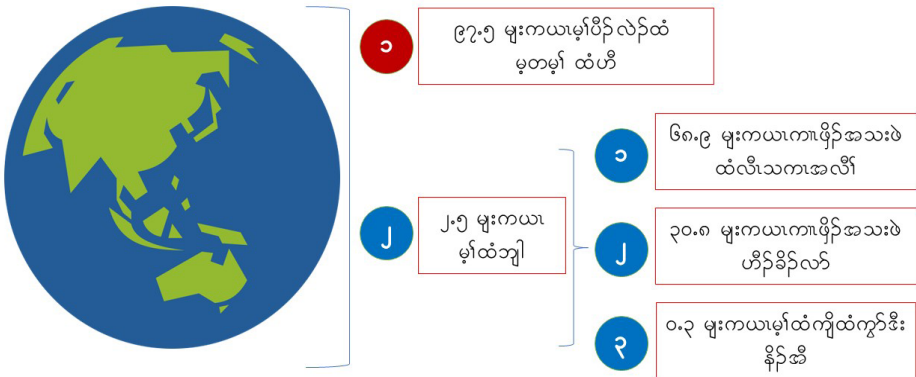 ၁
၉၇.၅ မျးကယၤမ့ၢ်ပီၣ်လဲၣ်ထံ
မ့တမ့ၢ် ထံဟီ
၂
၂.၅ မျးကယၤ
မ့ၢ်ထံဘျါ
၁
၆၈.၉ မျးကယၤကၢၤဖှိၣ်အသးဖဲ
ထံလီၤသကၤအလီၢ်
၂
၃၀.၈ မျးကယၤကၢၤဖှိၣ်အသးဖဲ
ဟီၣ်ခိၣ်လာ်
၃
၀.၃ မျးကယၤမ့ၢ်ထံကျိထံကွာ်ဒီး
နိၣ်အီ